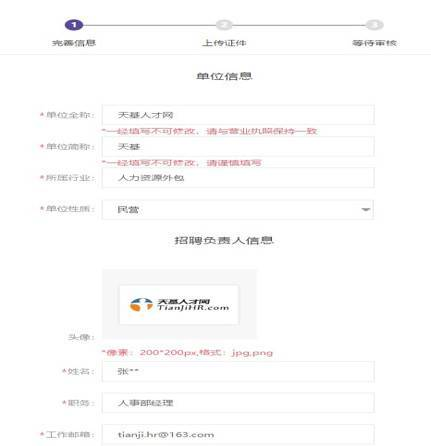 1 2 3
完善信息 上传证件 等待审核
单位信息
*单位全称： 天基人才网
*一经填写不可修改，请与营业执照保持一致
*单位简称： 天基
*一经填写不可修改，请谨慎填写
*所属行业： 人力资源外包
*单位性质： 民营
招聘负责人信息
天基人才网
TianJiHR.com
头像：
*像素：200*200px,格式：jpg,png
*姓名： 张**
*职务： 人事部经理
*工作邮箱： tianji.hr@163.com